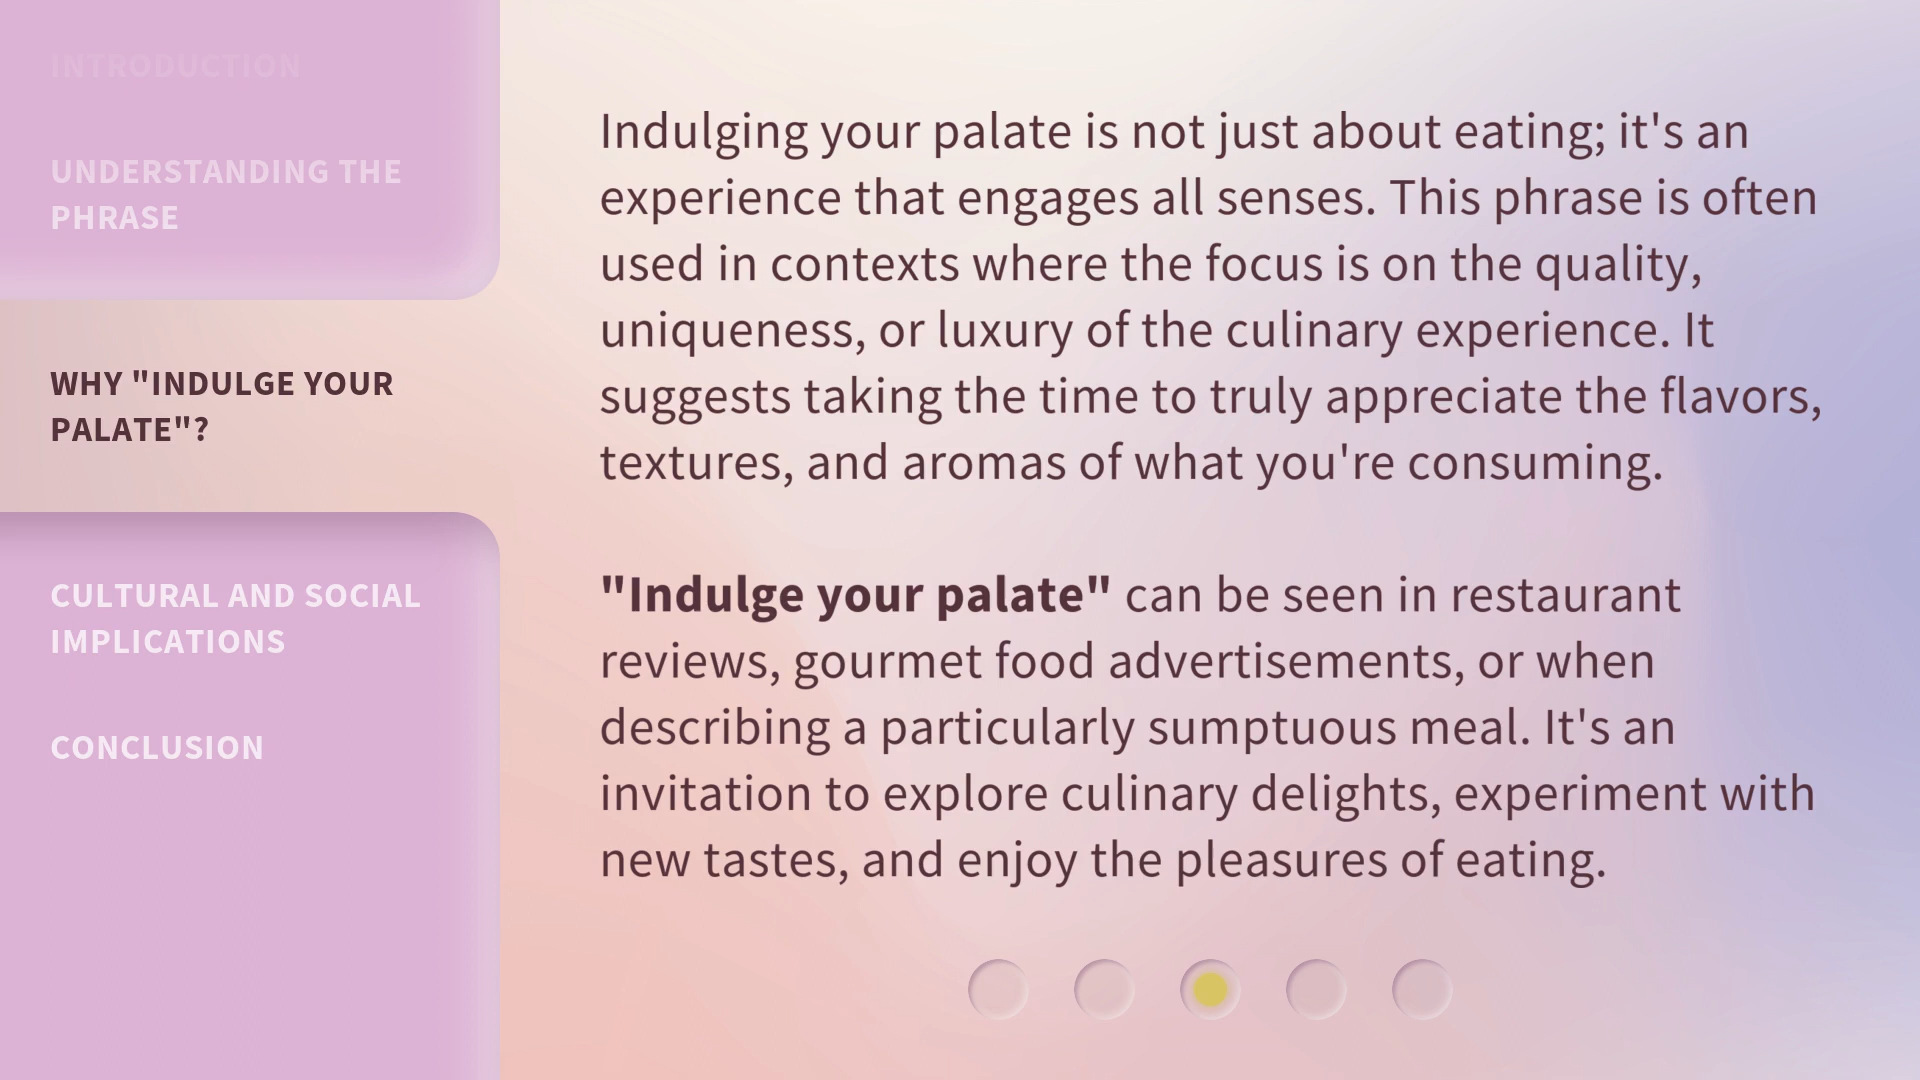 INTRODUCTION
UNDERSTANDING THE
PHRASE
WHY "INDULGE YOUR
PALATE"?
CULTURAL AND SOCIAL
IMPLICATIONS
CONCLUSION
Indulging your palate is not just about eating; it's an
experience that engages all senses. This phrase is often
used in contexts where the focus is on the quality,
uniqueness, or luxury of the culinary experience. It
suggests taking the time to truly appreciate the flavors,
textures, and aromas of what you're consuming.
"Indulge your palate" can be seen in restaurant
reviews, gourmet food advertisements, or when
describing a particularly sumptuous meal. It's an
invitation to explore culinary delights, experiment with
new tastes, and enjoy the pleasures of eating.